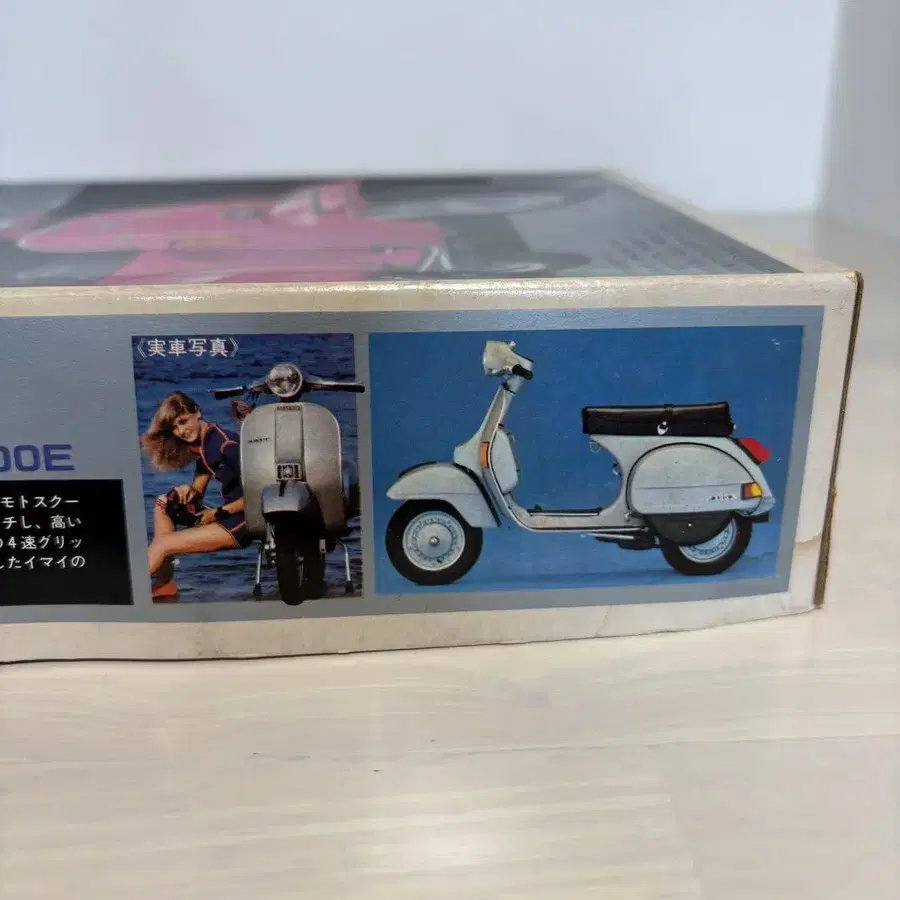 《実車写真》
00E
モトスクー
チし、高い
の4速グリッ
したイマイの